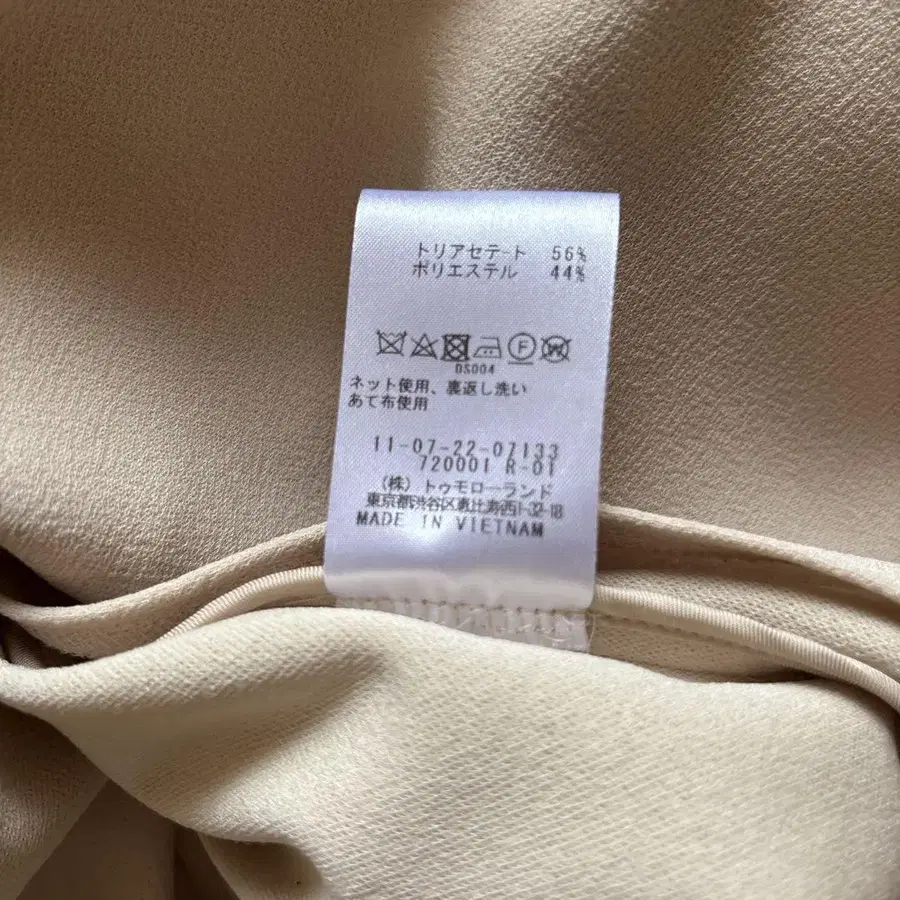 トリアセテート 56%
ポリエステル 44%
F W
DS004
ネット使用、裏返し洗い
あて布使用
11-07-22-07133
720001 R-01
(株) トゥモローランド
東京都渋谷区恵比寿西1-32-18
MADE IN VIETNAM